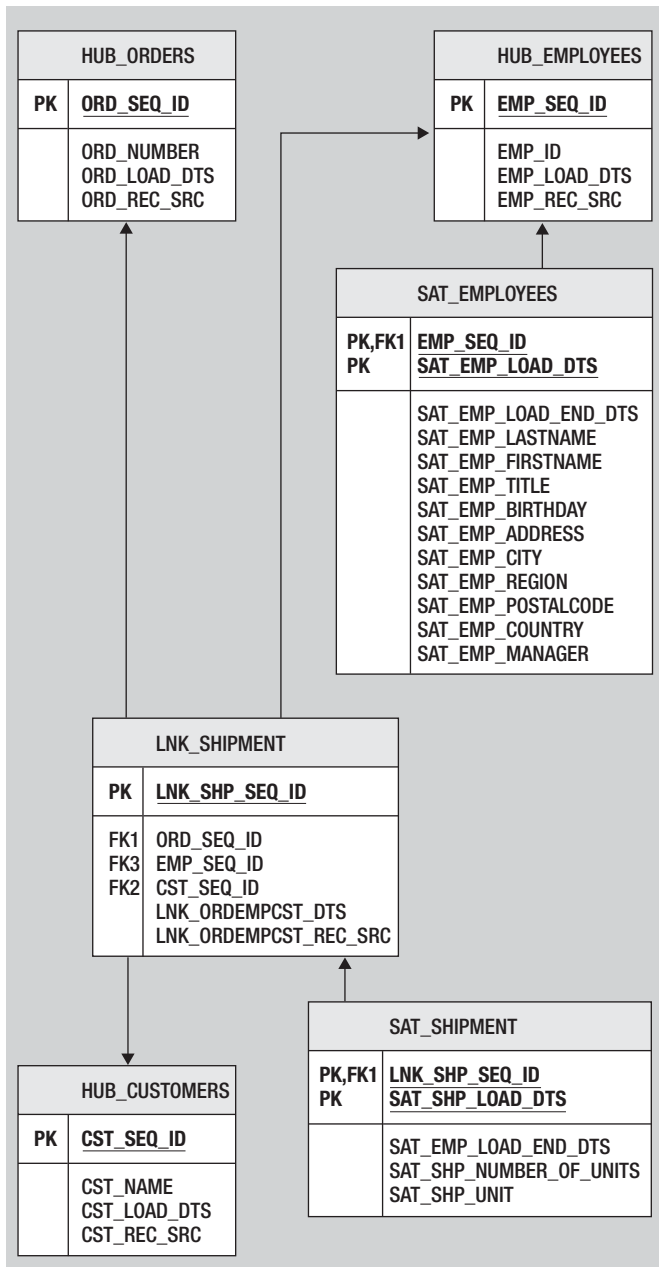 HUB_ORDERS
PK ORD_SEQ_ID
ORD_NUMBER
ORD_LOAD_DTS
ORD_REC_SRC
HUB_EMPLOYEES
PK EMP_SEQ_ID
EMP_ID
EMP_LOAD_DTS
EMP_REC_SRC
SAT_EMPLOYEES
PK,FK1 EMP_SEQ_ID
PK SAT_EMP_LOAD_DTS
SAT_EMP_LOAD_END_DTS
SAT_EMP_LASTNAME
SAT_EMP_FIRSTNAME
SAT_EMP_TITLE
SAT_EMP_BIRTHDAY
SAT_EMP_ADDRESS
SAT_EMP_CITY
SAT_EMP_REGION
SAT_EMP_POSTALCODE
SAT_EMP_COUNTRY
SAT_EMP_MANAGER
LNK_SHIPMENT
PK LNK_SHP_SEQ_ID
FK1 ORD_SEQ_ID
FK3 EMP_SEQ_ID
FK2 CST_SEQ_ID
LNK_ORDEMPCST_DTS
LNK_ORDEMPCST_REC_SRC
HUB_CUSTOMERS
PK CST_SEQ_ID
CST_NAME
CST_LOAD_DTS
CST_REC_SRC
SAT_SHIPMENT
PK,FK1 LNK_SHP_SEQ_ID
PK SAT_SHP_LOAD_DTS
SAT_EMP_LOAD_END_DTS
SAT_SHP_NUMBER_OF_UNITS
SAT_SHP_UNIT